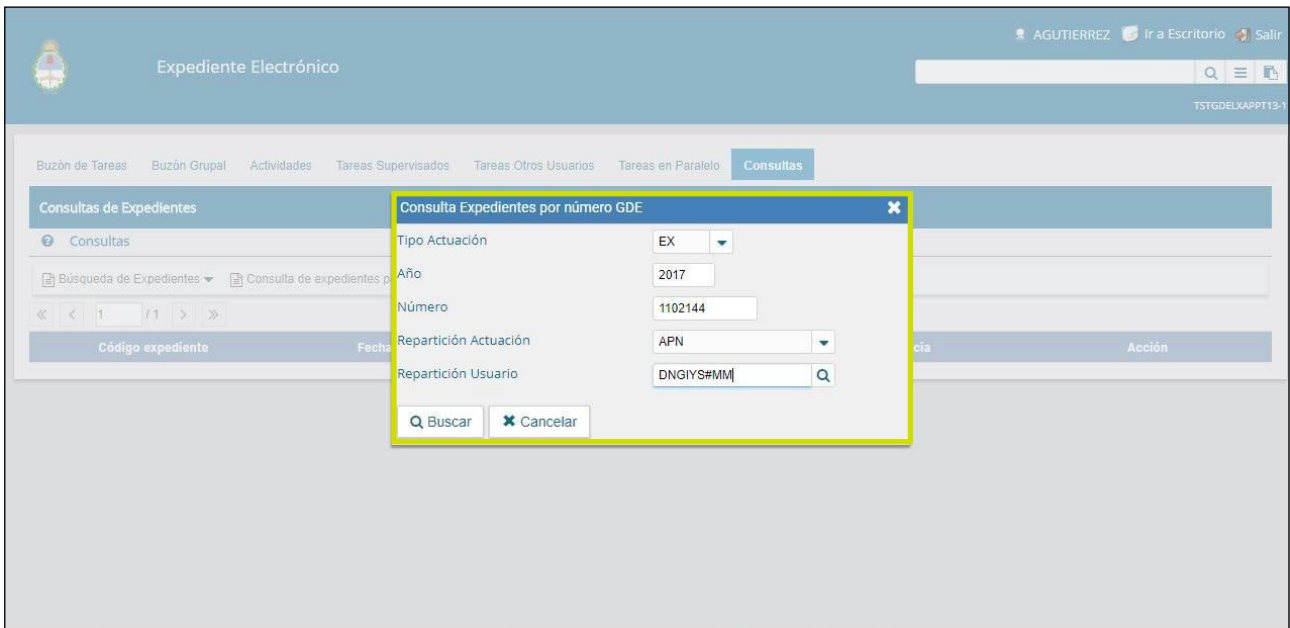 AGUTIERREZ Ir a Escritorio Salir
Expediente Electrónico
TSTGDELXAPPT13-1
Buzón de Tareas Buzón Grupal Actividades Tareas Supervisados Tareas Otros Usuarios Tareas en Paralelo Consultas
Consultas de Expedientes
Consultas
Búsqueda de Expedientes Consulta de expedientes p
1 / 1
Código expediente Fecha cia Acción
Consulta Expedientes por número GDE
Tipo Actuación EX
Año 2017
Número 1102144
Repartición Actuación APN
Repartición Usuario DNGIYS#MM
Buscar Cancelar